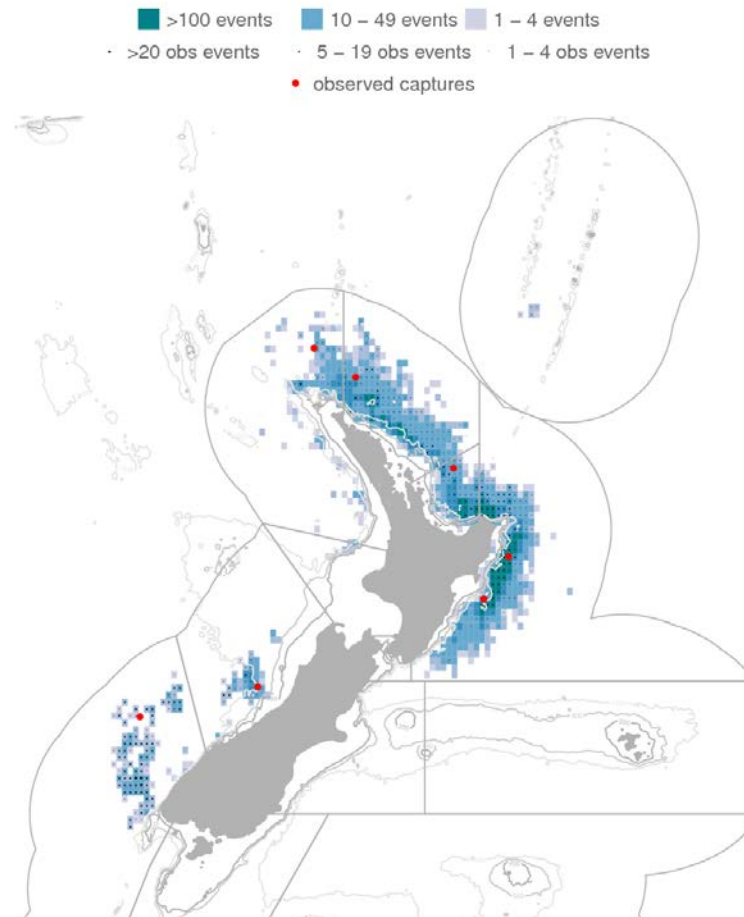 >100 events 10 – 49 events 1 – 4 events
>20 obs events 5 – 19 obs events 1 – 4 obs events
observed captures